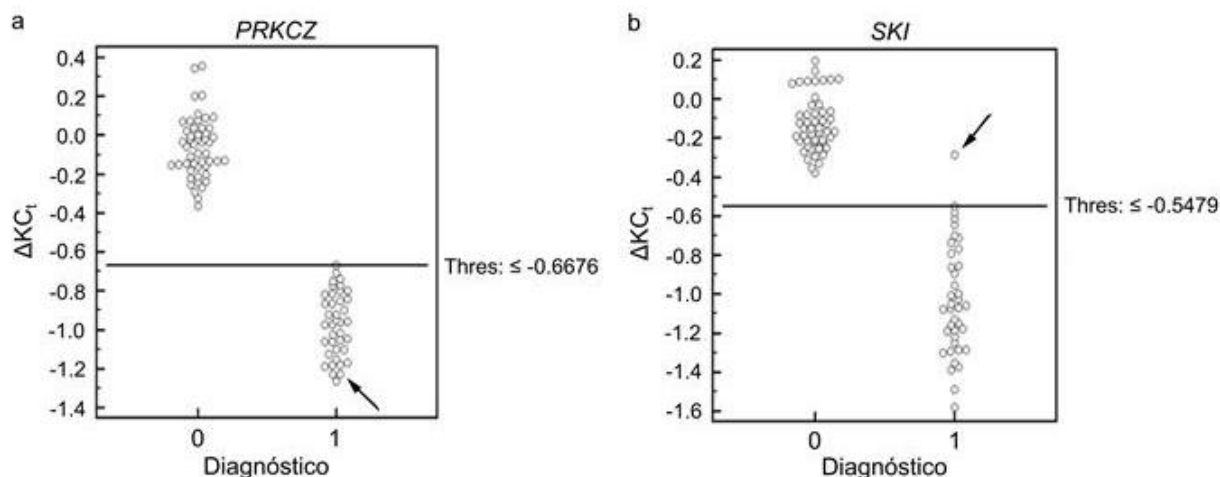 a
PRKCZ
0.4
0.2
0.0
-0.2
-0.4
-0.6
-0.8
-1.0
-1.2
-1.4
ΔKCt
Thres: ≤ -0.6676
0 1
Diagnóstico
b
SKI
0.2
0.0
-0.2
-0.4
-0.6
-0.8
-1.0
-1.2
-1.4
-1.6
ΔKCt
Thres: ≤ -0.5479
0 1
Diagnóstico